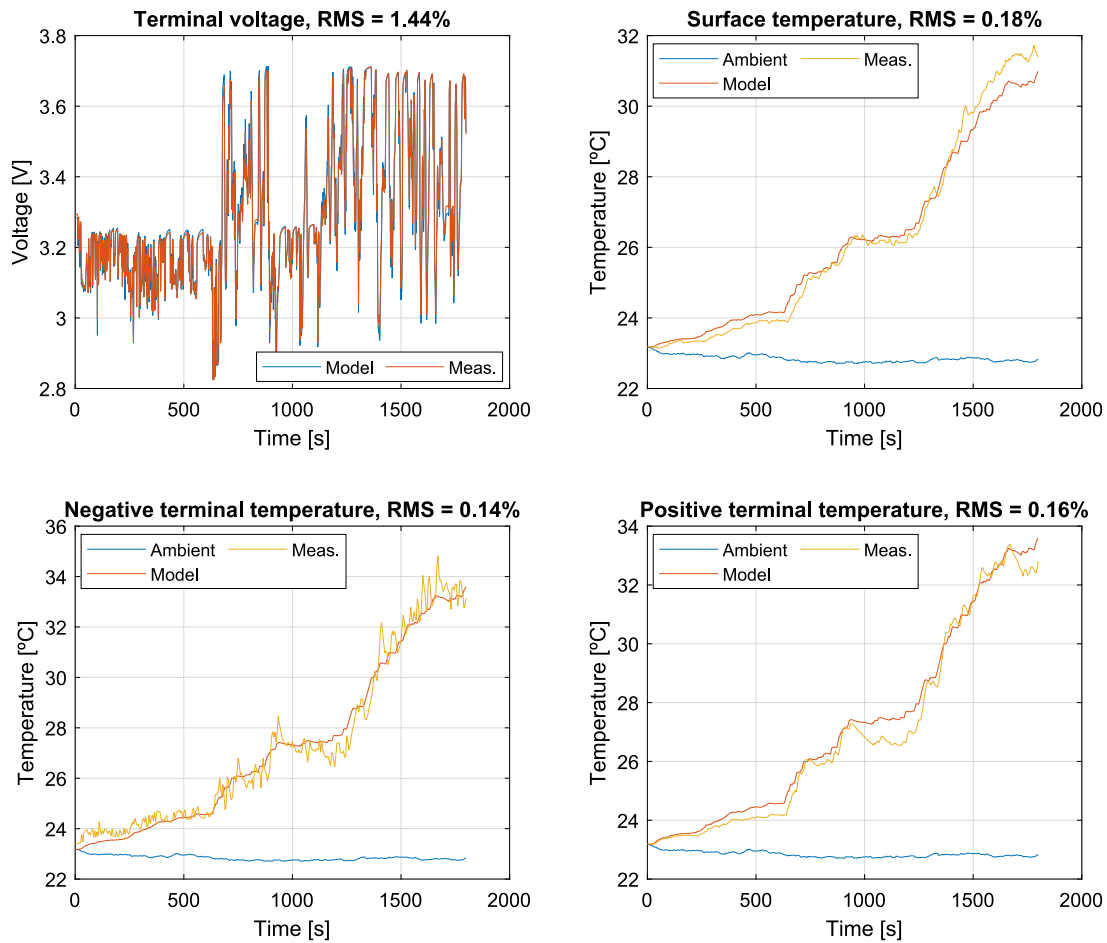 Terminal voltage, RMS = 1.44%
3.8
3.6
3.4
3.2
3
2.8
Voltage [V]
Model Meas.
0 500 1000 1500 2000
Time [s]
Surface temperature, RMS = 0.18%
32
30
28
26
24
22
Temperature [ºC]
Ambient Meas.
Model
0 500 1000 1500 2000
Time [s]
Negative terminal temperature, RMS = 0.14%
36
34
32
30
28
26
24
22
Temperature [ºC]
Ambient Meas.
Model
0 500 1000 1500 2000
Time [s]
Positive terminal temperature, RMS = 0.16%
34
32
30
28
26
24
22
Temperature [ºC]
Ambient Meas.
Model
0 500 1000 1500 2000
Time [s]